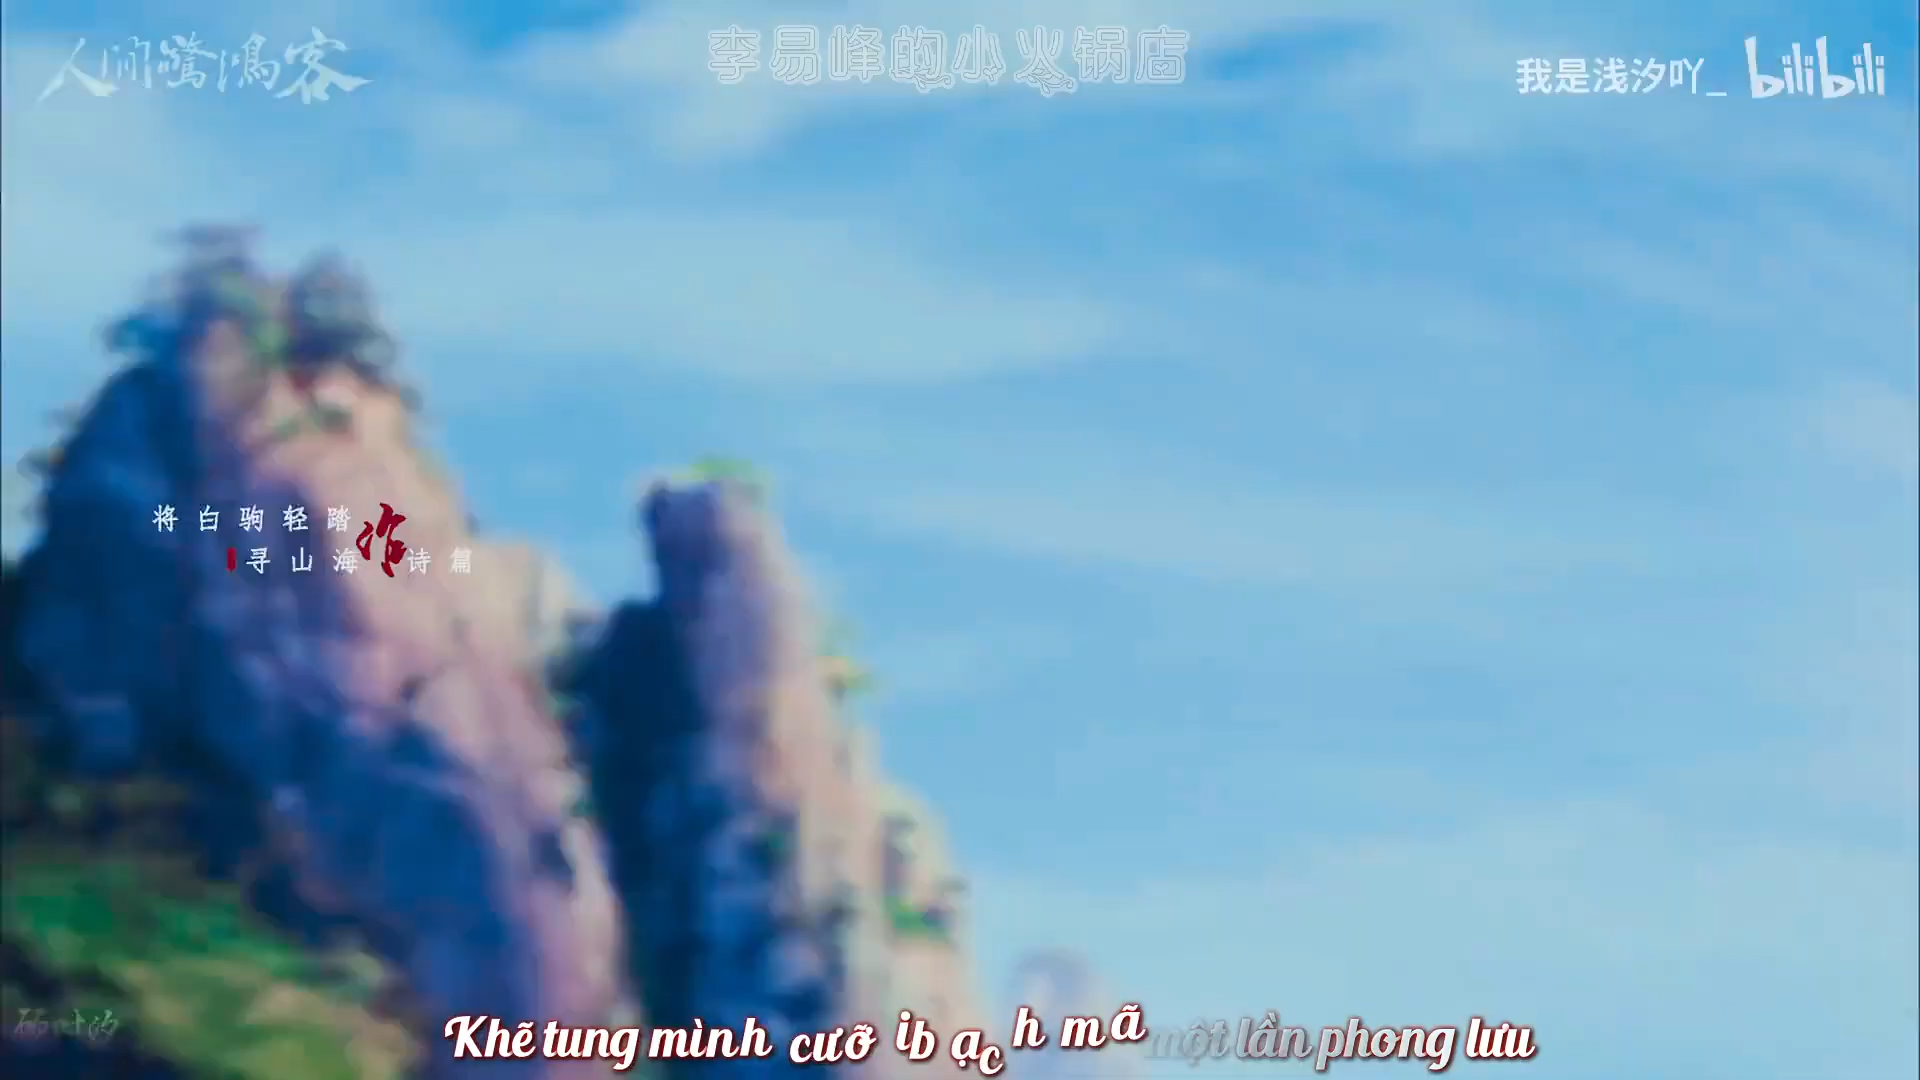 人间驚鴻客
李易峰的小火锅店
我是浅汐吖_ bilibili
将白驹轻踏
寻山海作诗篇
Khẽ tung mình cưỡi bạch mã một lần phong lưu